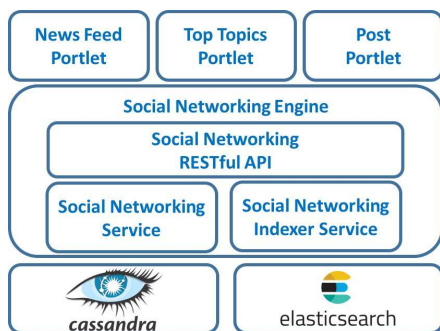 News Feed
Portlet
Top Topics
Portlet
Post
Portlet
Social Networking Engine
Social Networking
RESTful API
Social Networking
Service
Social Networking
Indexer Service
cassandra
elasticsearch